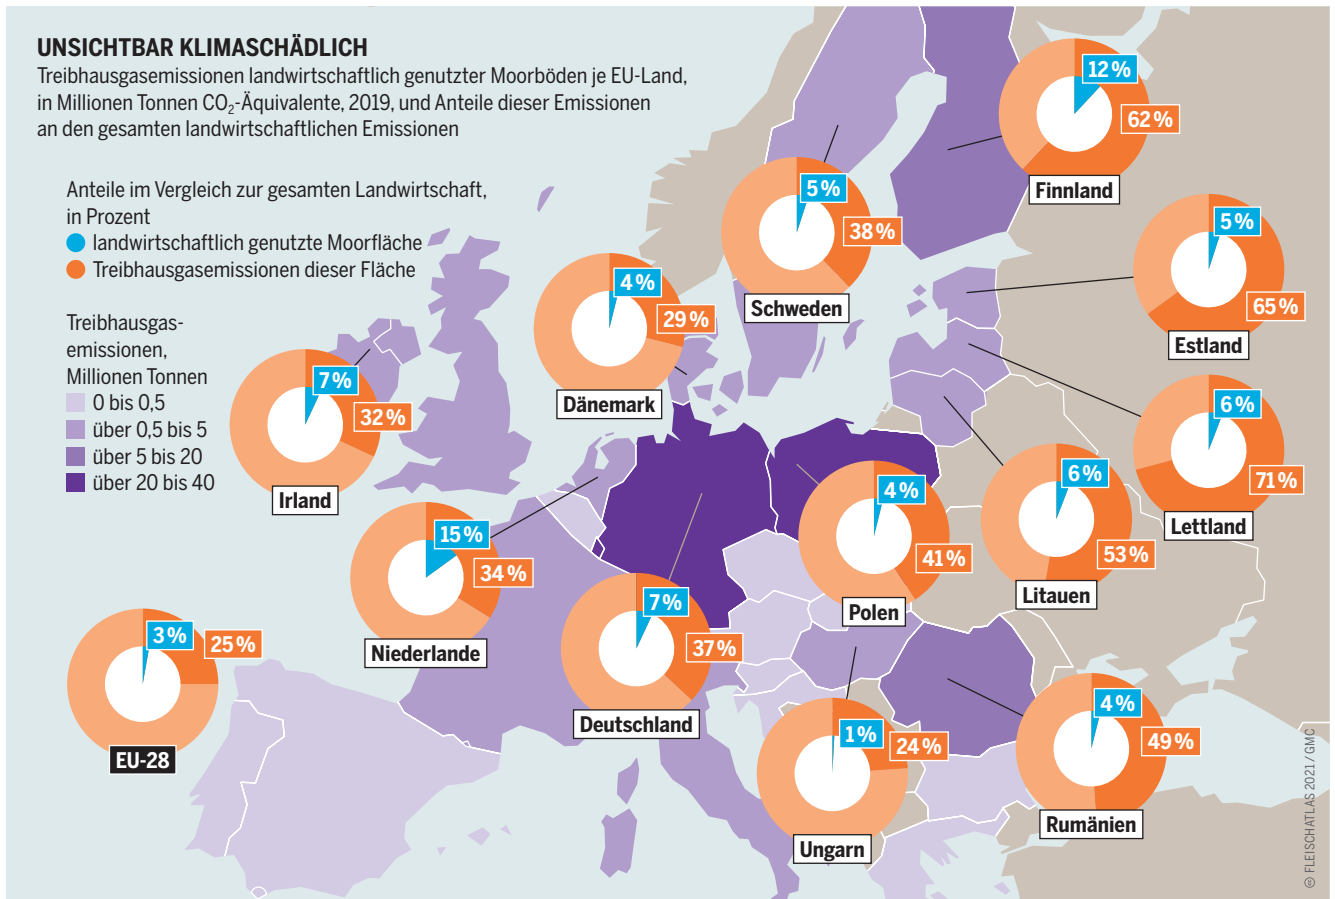 UNSICHTBAR KLIMASCHÄDLICH
Treibhausgasemissionen landwirtschaftlich genutzter Moorböden je EU-Land,
in Millionen Tonnen CO₂-Äquivalente, 2019, und Anteile dieser Emissionen
an den gesamten landwirtschaftlichen Emissionen
Anteile im Vergleich zur gesamten Landwirtschaft,
in Prozent
landwirtschaftlich genutzte Moorfläche
Treibhausgasemissionen dieser Fläche
Treibhausgas-
emissionen,
Millionen Tonnen
0 bis 0,5
über 0,5 bis 5
über 5 bis 20
über 20 bis 40
12 %
62 %
Finnland
5 %
38 %
Schweden
5 %
65 %
Estland
4 %
29 %
Dänemark
7 %
32 %
Irland
6 %
71 %
Lettland
6 %
53 %
Litauen
4 %
41 %
Polen
15 %
34 %
Niederlande
7 %
37 %
Deutschland
3 %
25 %
EU-28
1 %
24 %
Ungarn
4 %
49 %
Rumänien
cc FLEISCHATLAS 2021 / GMC